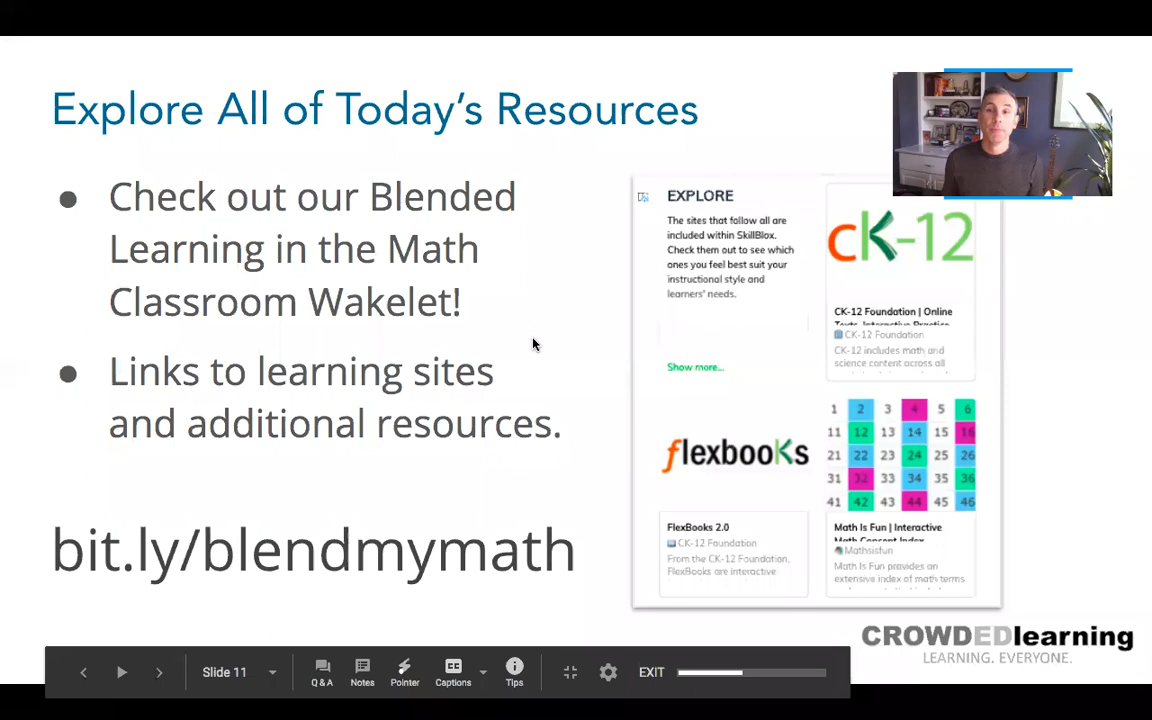 Explore All of Today's Resources
● Check out our Blended
Learning in the Math
Classroom Wakelet!
● Links to learning sites
and additional resources.
bit.ly/blendmymath
EXPLORE
The sites that follow all are
included within SkillBlox.
Check them out to see which
ones you feel best suit your
instructional style and
learners' needs.
Show more...
cK-12
CK-12 Foundation | Online
Texts, Interactive Practice
CK-12 Foundation
CK-12 includes math and
science content across all
flexbooks
FlexBooks 2.0
CK-12 Foundation
From the CK-12 Foundation,
FlexBooks are interactive
1 2 3 4 5 6
11 12 13 14 15 16
21 22 23 24 25 26
31 32 33 34 35 36
41 42 43 44 45 46
Math Is Fun | Interactive
Math Concept Index
Mathsisfun
Math Is Fun provides an
extensive index of math terms
CROWDEDlearning
LEARNING. EVERYONE.
Slide 11
Q & A
Notes
Pointer
CC
Captions
Tips
EXIT